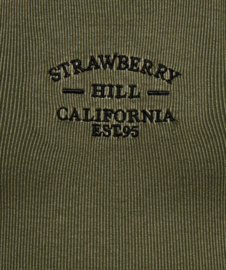 STRAWBERRY
— HILL —
CALIFORNIA
EST.95